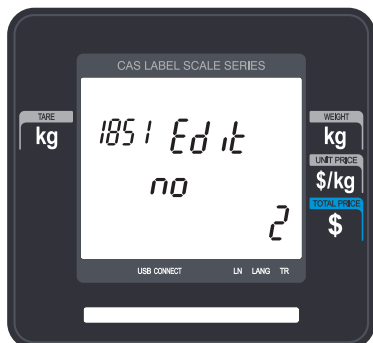 CAS LABEL SCALE SERIES
TARE
kg
1851 Edit
no
2
WEIGHT
kg
UNIT PRICE
$/kg
TOTAL PRICE
$
USB CONNECT LN LANG TR